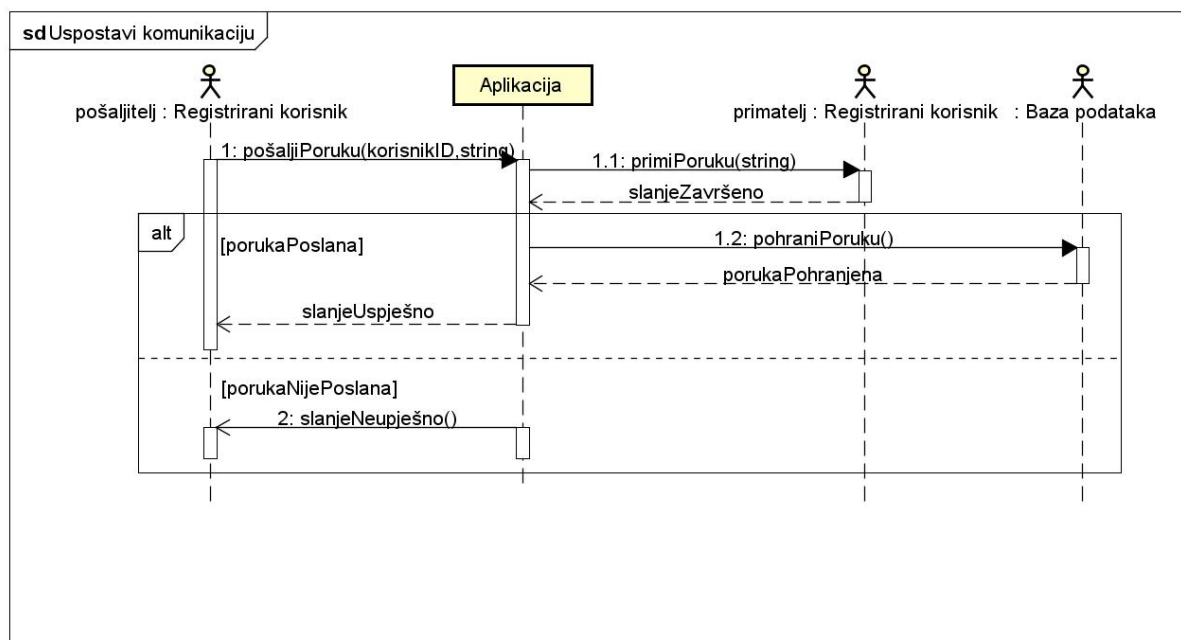 sd Uspostavi komunikaciju
pošaljitelj : Registrirani korisnik
Aplikacija
primatelj : Registrirani korisnik
: Baza podataka
1: pošaljiPoruku(korisnikID,string)
1.1: primiPoruku(string)
slanjeZavršeno
alt
[porukaPoslana]
1.2: pohraniPoruku()
porukaPohranjena
slanjeUspješno
[porukaNijePoslana]
2: slanjeNeupješno()